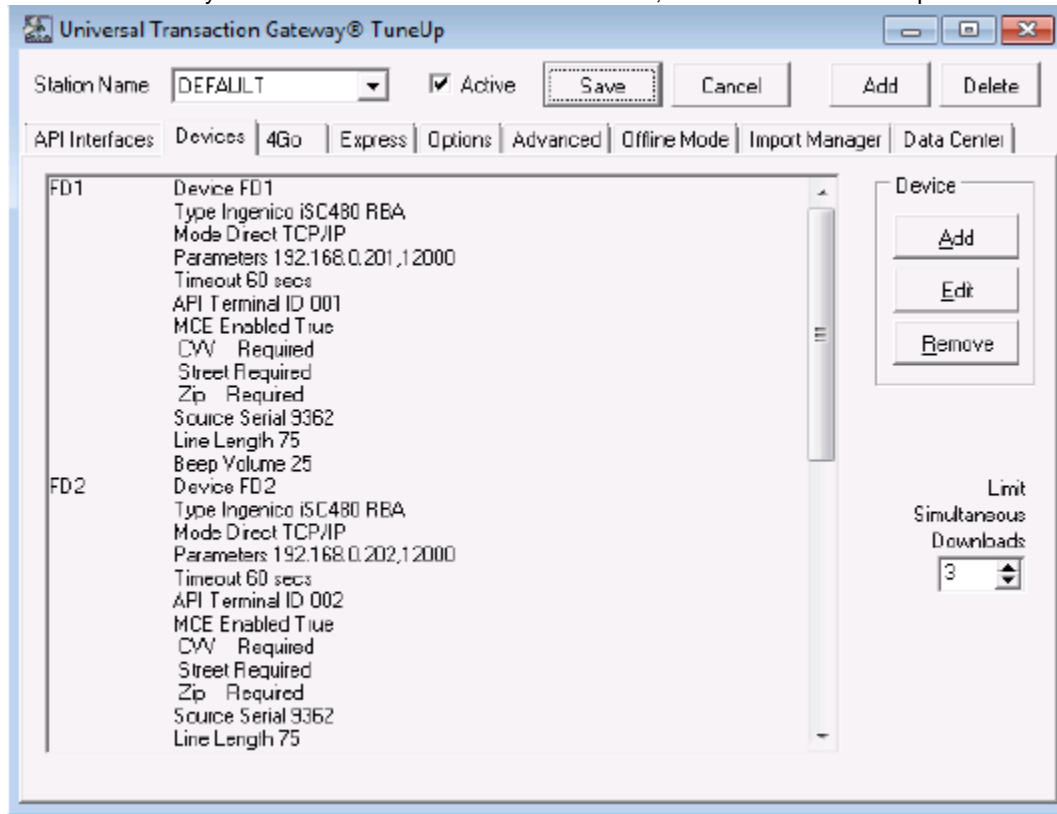 Universal Transaction Gateway® TuneUp
Station Name DEFAULT Active Save Cancel Add Delete
API Interfaces Devices 4Go Express Options Advanced Offline Mode Import Manager Data Center
FD1 Device FD1
Type Ingenico iSC480 RBA
Mode Direct TCP/IP
Parameters 192.168.0.201,12000
Timeout 60 secs
API Terminal ID 001
MCE Enabled True
CVV Required
Street Required
Zip Required
Source Serial 9362
Line Length 75
Beep Volume 25
FD2 Device FD2
Type Ingenico iSC480 RBA
Mode Direct TCP/IP
Parameters 192.168.0.202,12000
Timeout 60 secs
API Terminal ID 002
MCE Enabled True
CVV Required
Street Required
Zip Required
Source Serial 9362
Line Length 75
Device
Add
Edit
Remove
Limit
Simultaneous
Downloads
3